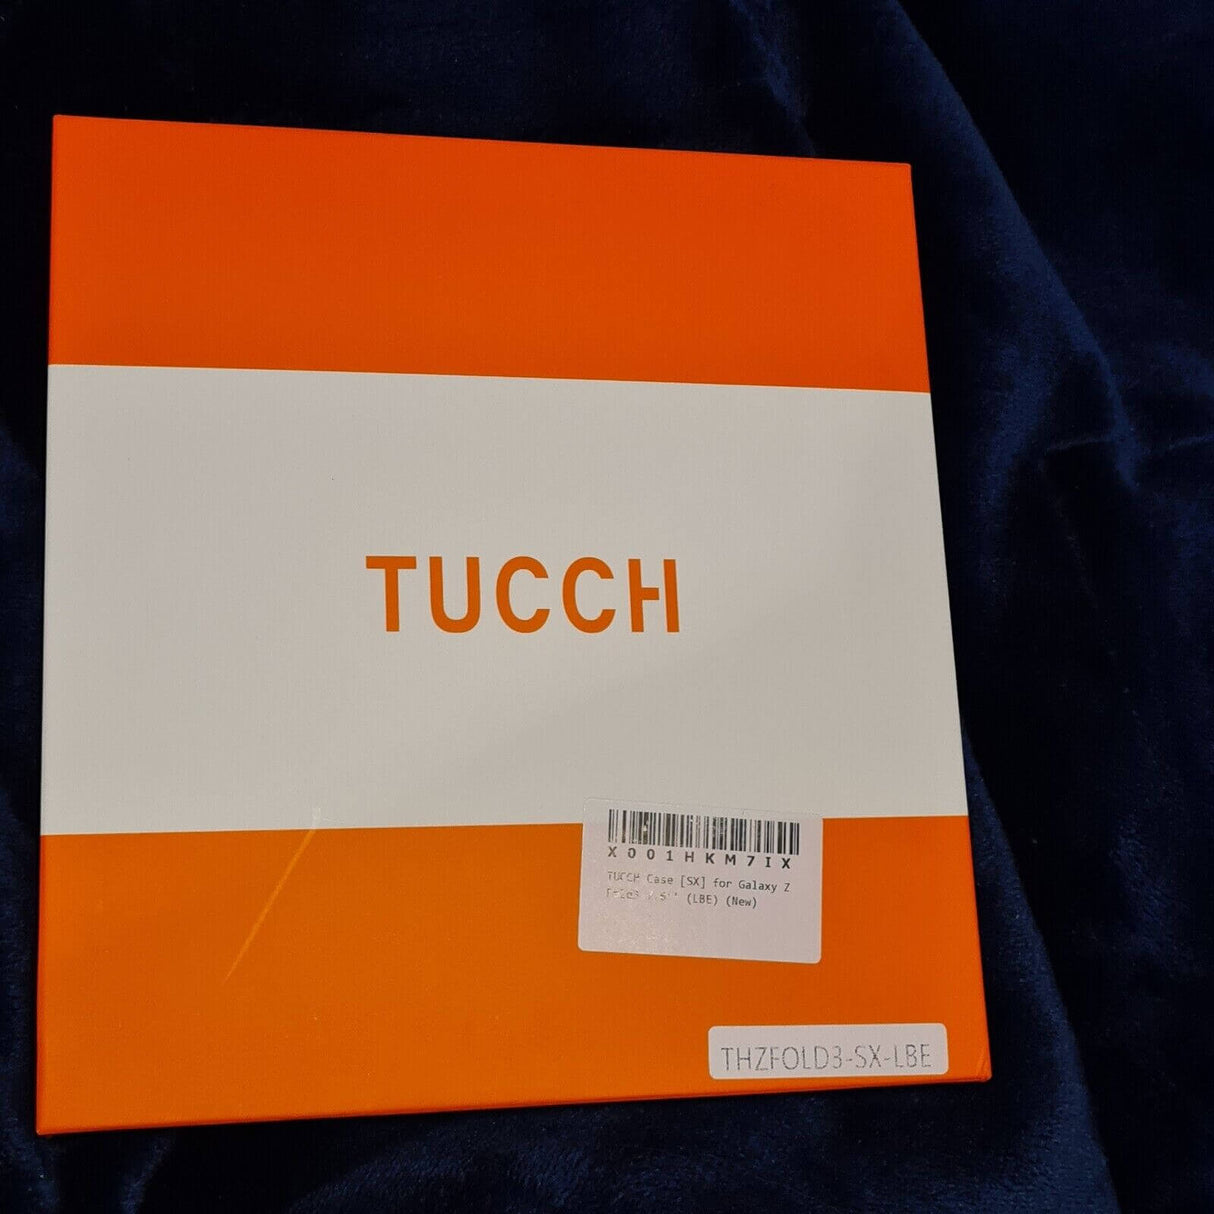 TUCCH
X001HKM7IX
TUCCH Case [SX] for Galaxy Z
(LBE) (New)
THZFOLD3-SX-LBE